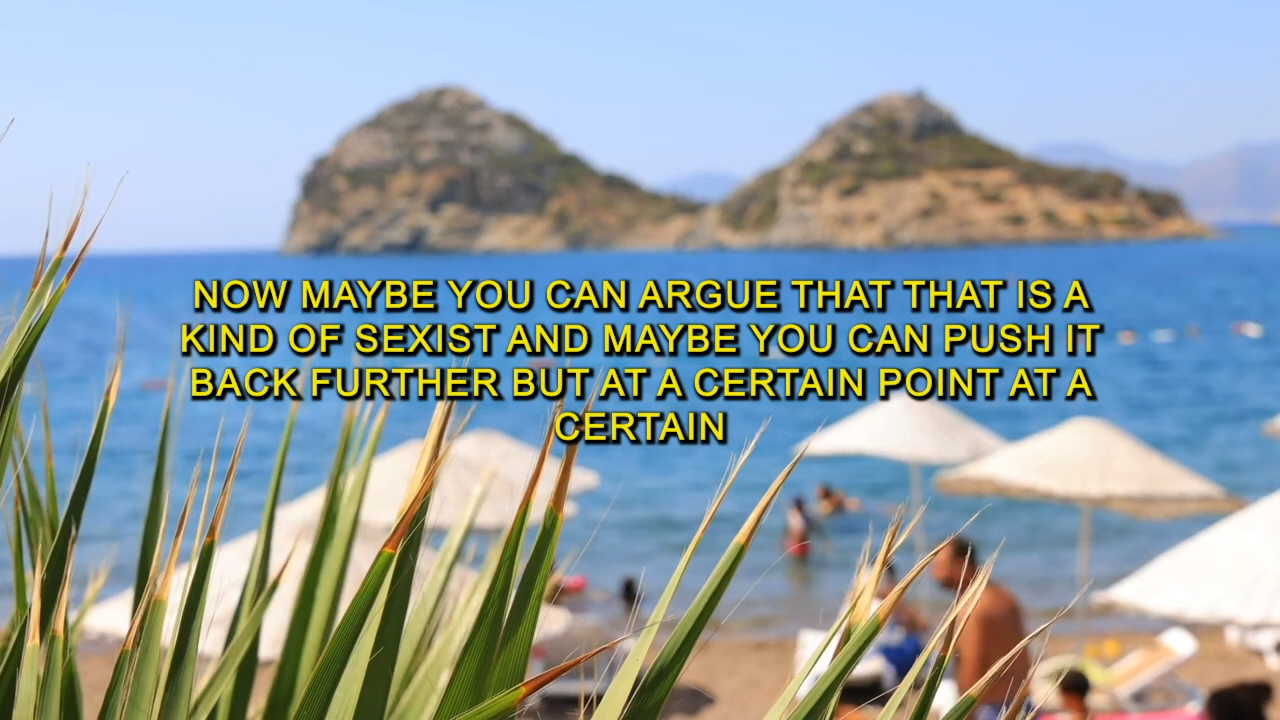 NOW MAYBE YOU CAN ARGUE THAT THAT IS A
KIND OF SEXIST AND MAYBE YOU CAN PUSH IT
BACK FURTHER BUT AT A CERTAIN POINT AT A
CERTAIN